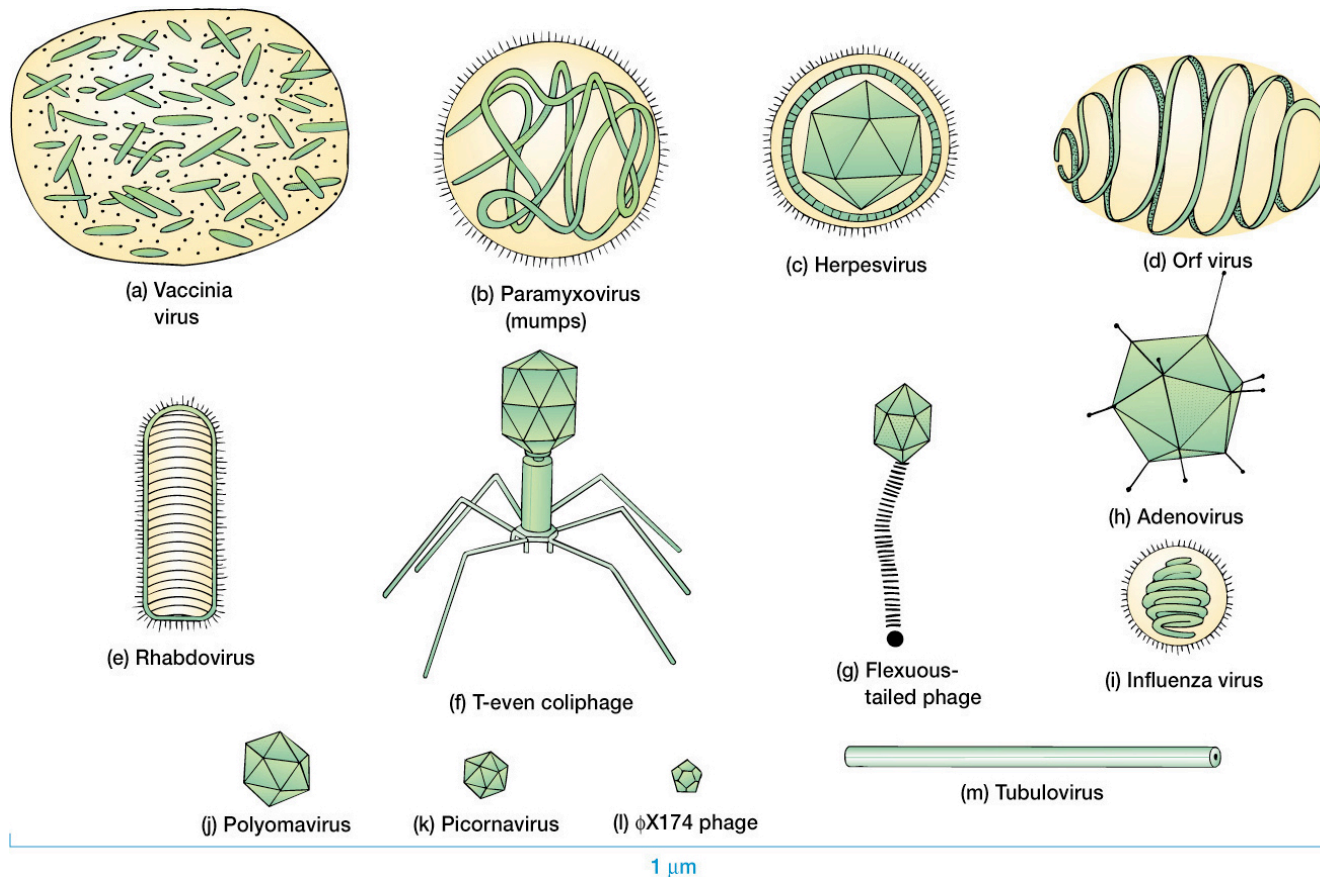 (a) Vaccinia
virus
(b) Paramyxovirus
(mumps)
(c) Herpesvirus
(d) Orf virus
(e) Rhabdovirus
(f) T-even coliphage
(g) Flexuous-
tailed phage
(h) Adenovirus
(i) Influenza virus
(j) Polyomavirus
(k) Picornavirus
(l) ϕX174 phage
(m) Tubulovirus
1 μm